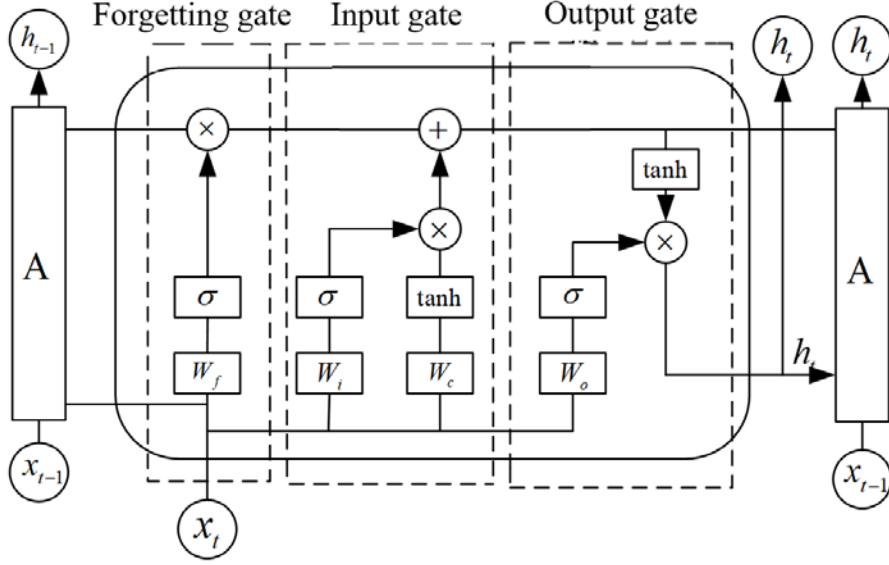 Forgetting gate Input gate Output gate
h_{t-1} h_t h_t
× +
tanh
× ×
A A
σ σ tanh σ
W_f W_i W_c W_o
h_t
x_{t-1} x_{t-1}
x_t